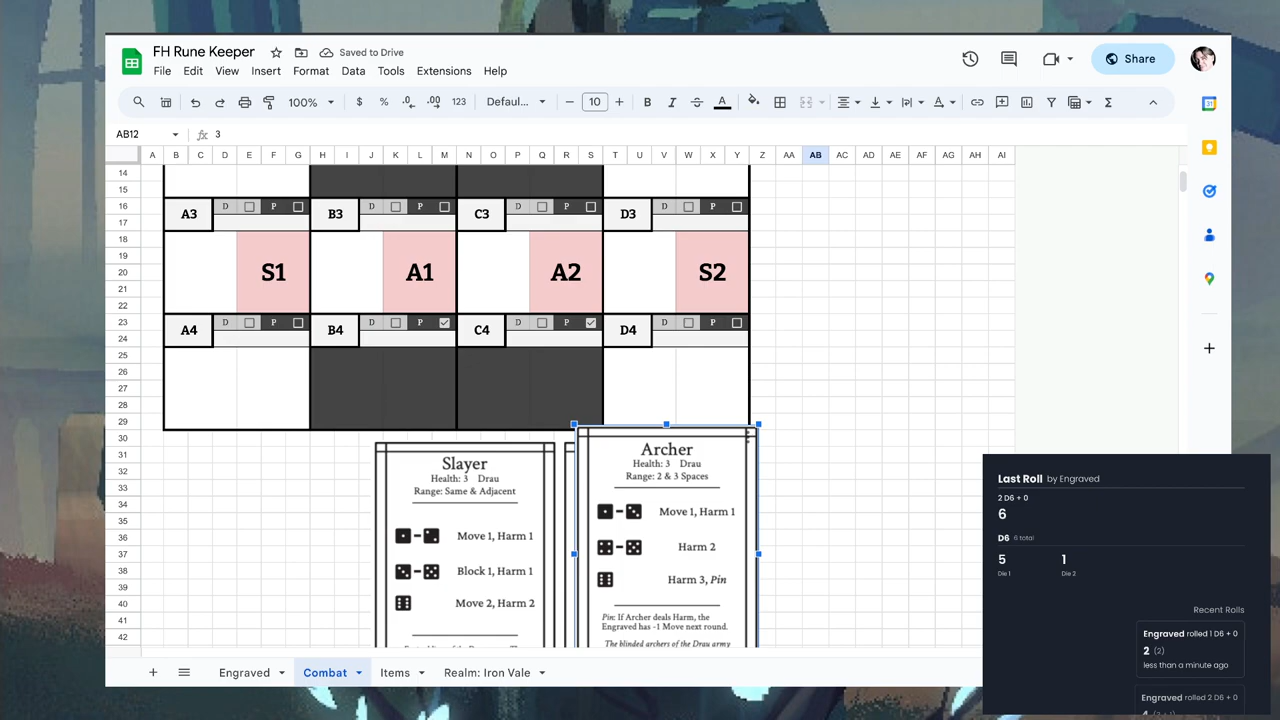 FH Rune Keeper
Saved to Drive
File Edit View Insert Format Data Tools Extensions Help
Share
100% $ % .0 .00 123 Defaul... − 10 + B I S A Σ
31
AB12 fx 3
A B C D E F G H I J K L M N O P Q R S T U V W X Y Z AA AB AC AD AE AF AG AH AI
14
15
16
17
18
19
20
21
22
23
24
25
26
27
28
29
30
31
32
33
34
35
36
37
38
39
40
41
42
A3 D P B3 D P C3 D P D3 D P
S1 A1 A2 S2
A4 D P B4 D P C4 D P D4 D P
Slayer
Health: 3 Drau
Range: Same & Adjacent
Move 1, Harm 1
Block 1, Harm 1
Move 2, Harm 2
Archer
Health: 3 Drau
Range: 2 & 3 Spaces
Move 1, Harm 1
Harm 2
Harm 3, Pin
Pin: If Archer deals Harm, the
Engraved has -1 Move next round.
The blinded archers of the Drau army
+ Engraved Combat Items Realm: Iron Vale
Last Roll by Engraved
2 D6 + 0
6
D6 6 total
5 1
Die 1 Die 2
Recent Rolls
Engraved rolled 1 D6 + 0
2 (2)
less than a minute ago
Engraved rolled 2 D6 + 0